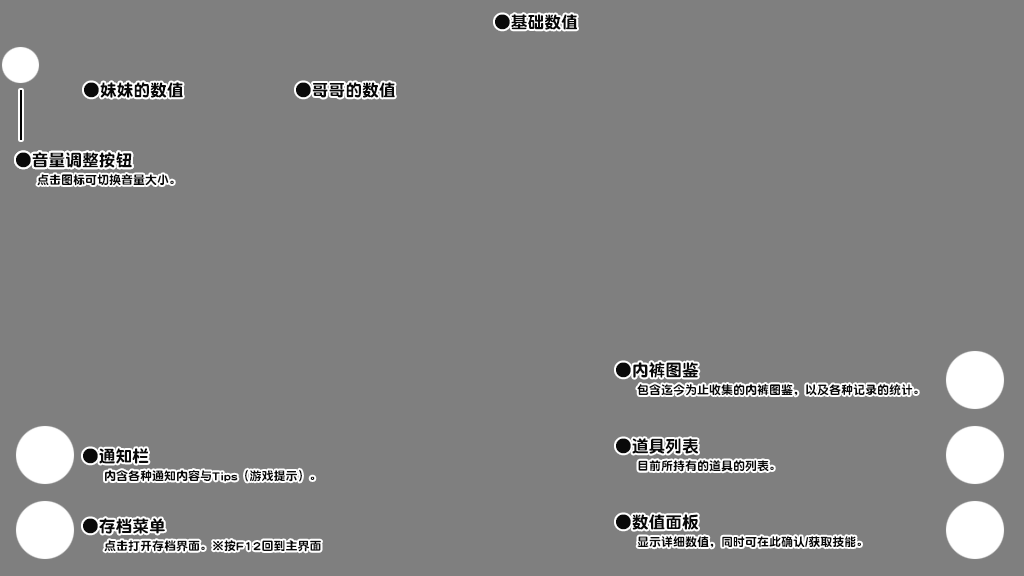 ●基础数值
●妹妹的数值
●哥哥的数值
●音量调整按钮
点击图标可切换音量大小。
●内裤图鉴
包含迄今为止收集的内裤图鉴，以及各种记录的统计。
●通知栏
内含各种通知内容与Tips（游戏提示）。
●道具列表
目前所持有的道具的列表。
●存档菜单
点击打开存档界面。※按F12回到主界面
●数值面板
显示详细数值，同时可在此确认/获取技能。